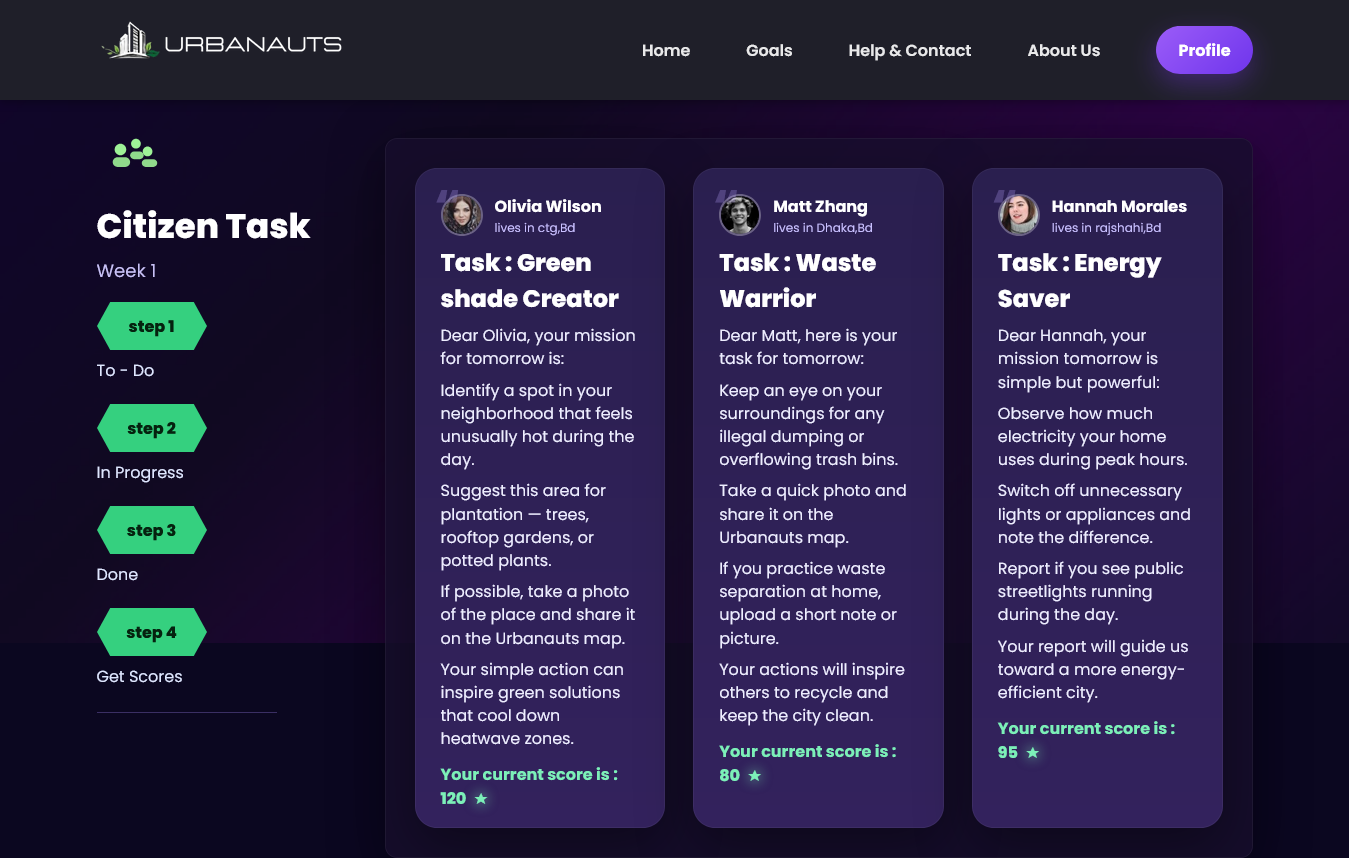 URBANAUTS
Home
Goals
Help & Contact
About Us
Profile
Citizen Task
Week 1
step 1
To - Do
step 2
In Progress
step 3
Done
step 4
Get Scores
Olivia Wilson
lives in ctg,Bd
Task : Green
shade Creator
Dear Olivia, your mission
for tomorrow is:
Identify a spot in your
neighborhood that feels
unusually hot during the
day.
Suggest this area for
plantation — trees,
rooftop gardens, or
potted plants.
If possible, take a photo
of the place and share it
on the Urbanauts map.
Your simple action can
inspire green solutions
that cool down
heatwave zones.
Your current score is :
120 ★
Matt Zhang
lives in Dhaka,Bd
Task : Waste
Warrior
Dear Matt, here is your
task for tomorrow:
Keep an eye on your
surroundings for any
illegal dumping or
overflowing trash bins.
Take a quick photo and
share it on the
Urbanauts map.
If you practice waste
separation at home,
upload a short note or
picture.
Your actions will inspire
others to recycle and
keep the city clean.
Your current score is :
80 ★
Hannah Morales
lives in rajshahi,Bd
Task : Energy
Saver
Dear Hannah, your
mission tomorrow is
simple but powerful:
Observe how much
electricity your home
uses during peak hours.
Switch off unnecessary
lights or appliances and
note the difference.
Report if you see public
streetlights running
during the day.
Your report will guide us
toward a more energy-
efficient city.
Your current score is :
95 ★